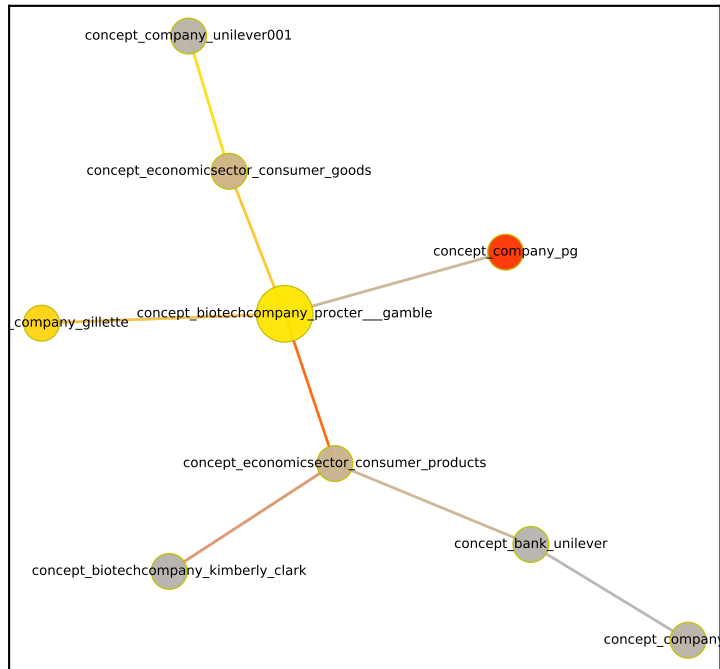 concept_company_unilever001
concept_economicsector_consumer_goods
concept_company_pg
concept_biotechcompany_procter___gamble
_company_gillette
concept_economicsector_consumer_products
concept_bank_unilever
concept_biotechcompany_kimberly_clark
concept_company